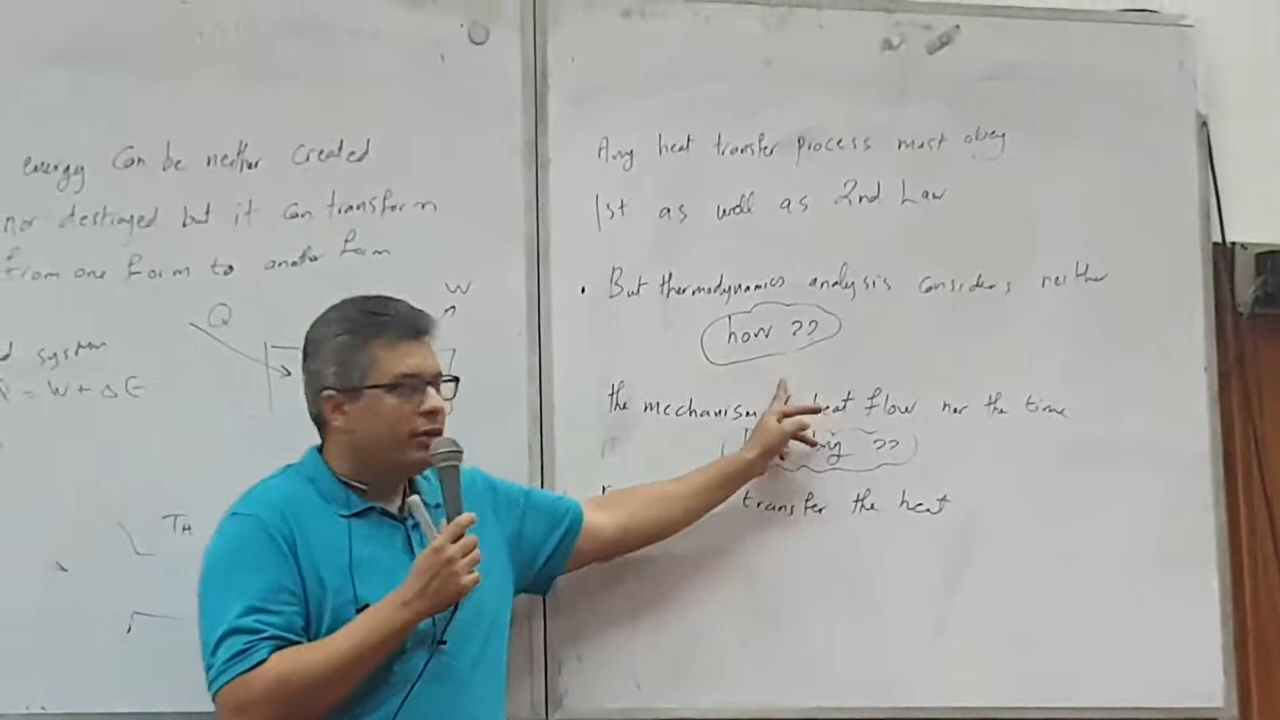 energy Can be neither created
nor destroyed but it can transform
from one form to another form
Q
W
system
= W + ΔE
TH
Any heat transfer process must obey
1st as well as 2nd Law
• But thermodynamics analysis considers neither
how ??
the mechanism heat flow nor the time
??
transfer the heat